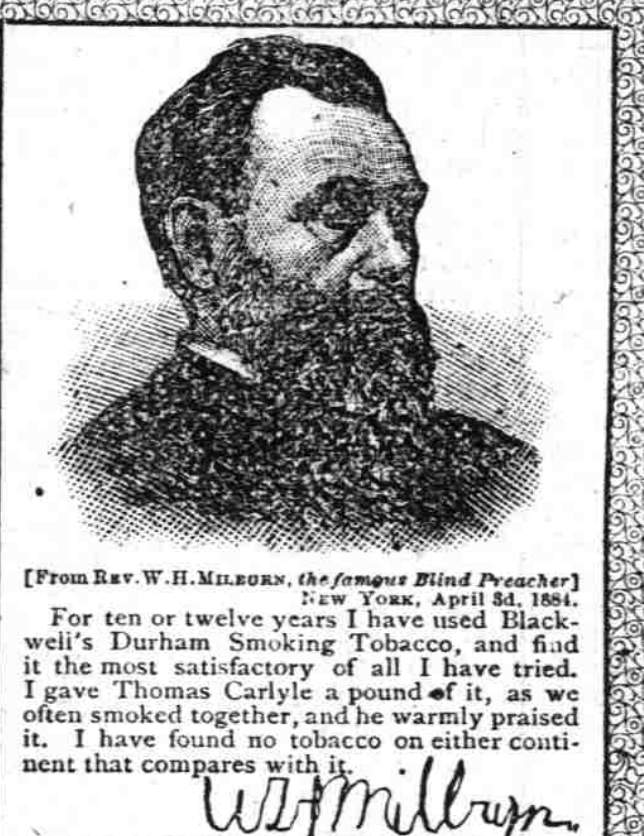 [From REV. W. H. MILBURN, the famous Blind Preacher]
NEW YORK, April 3d, 1884.
For ten or twelve years I have used Black-
well's Durham Smoking Tobacco, and find
it the most satisfactory of all I have tried.
I gave Thomas Carlyle a pound of it, as we
often smoked together, and he warmly praised
it. I have found no tobacco on either conti-
nent that compares with it.
WHMilburn.